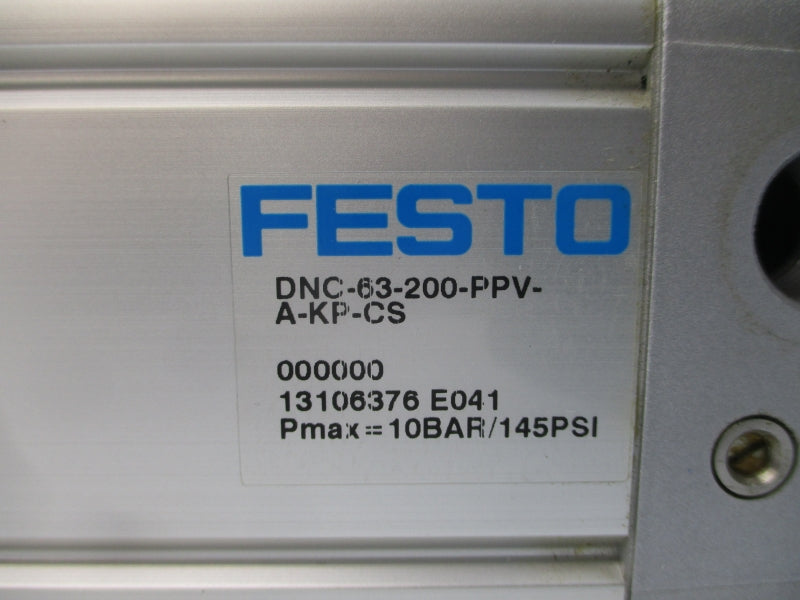 FESTO
DNC-63-200-PPV-
A-KP-CS
000000
13106376 E041
Pmax=10BAR/145PSI